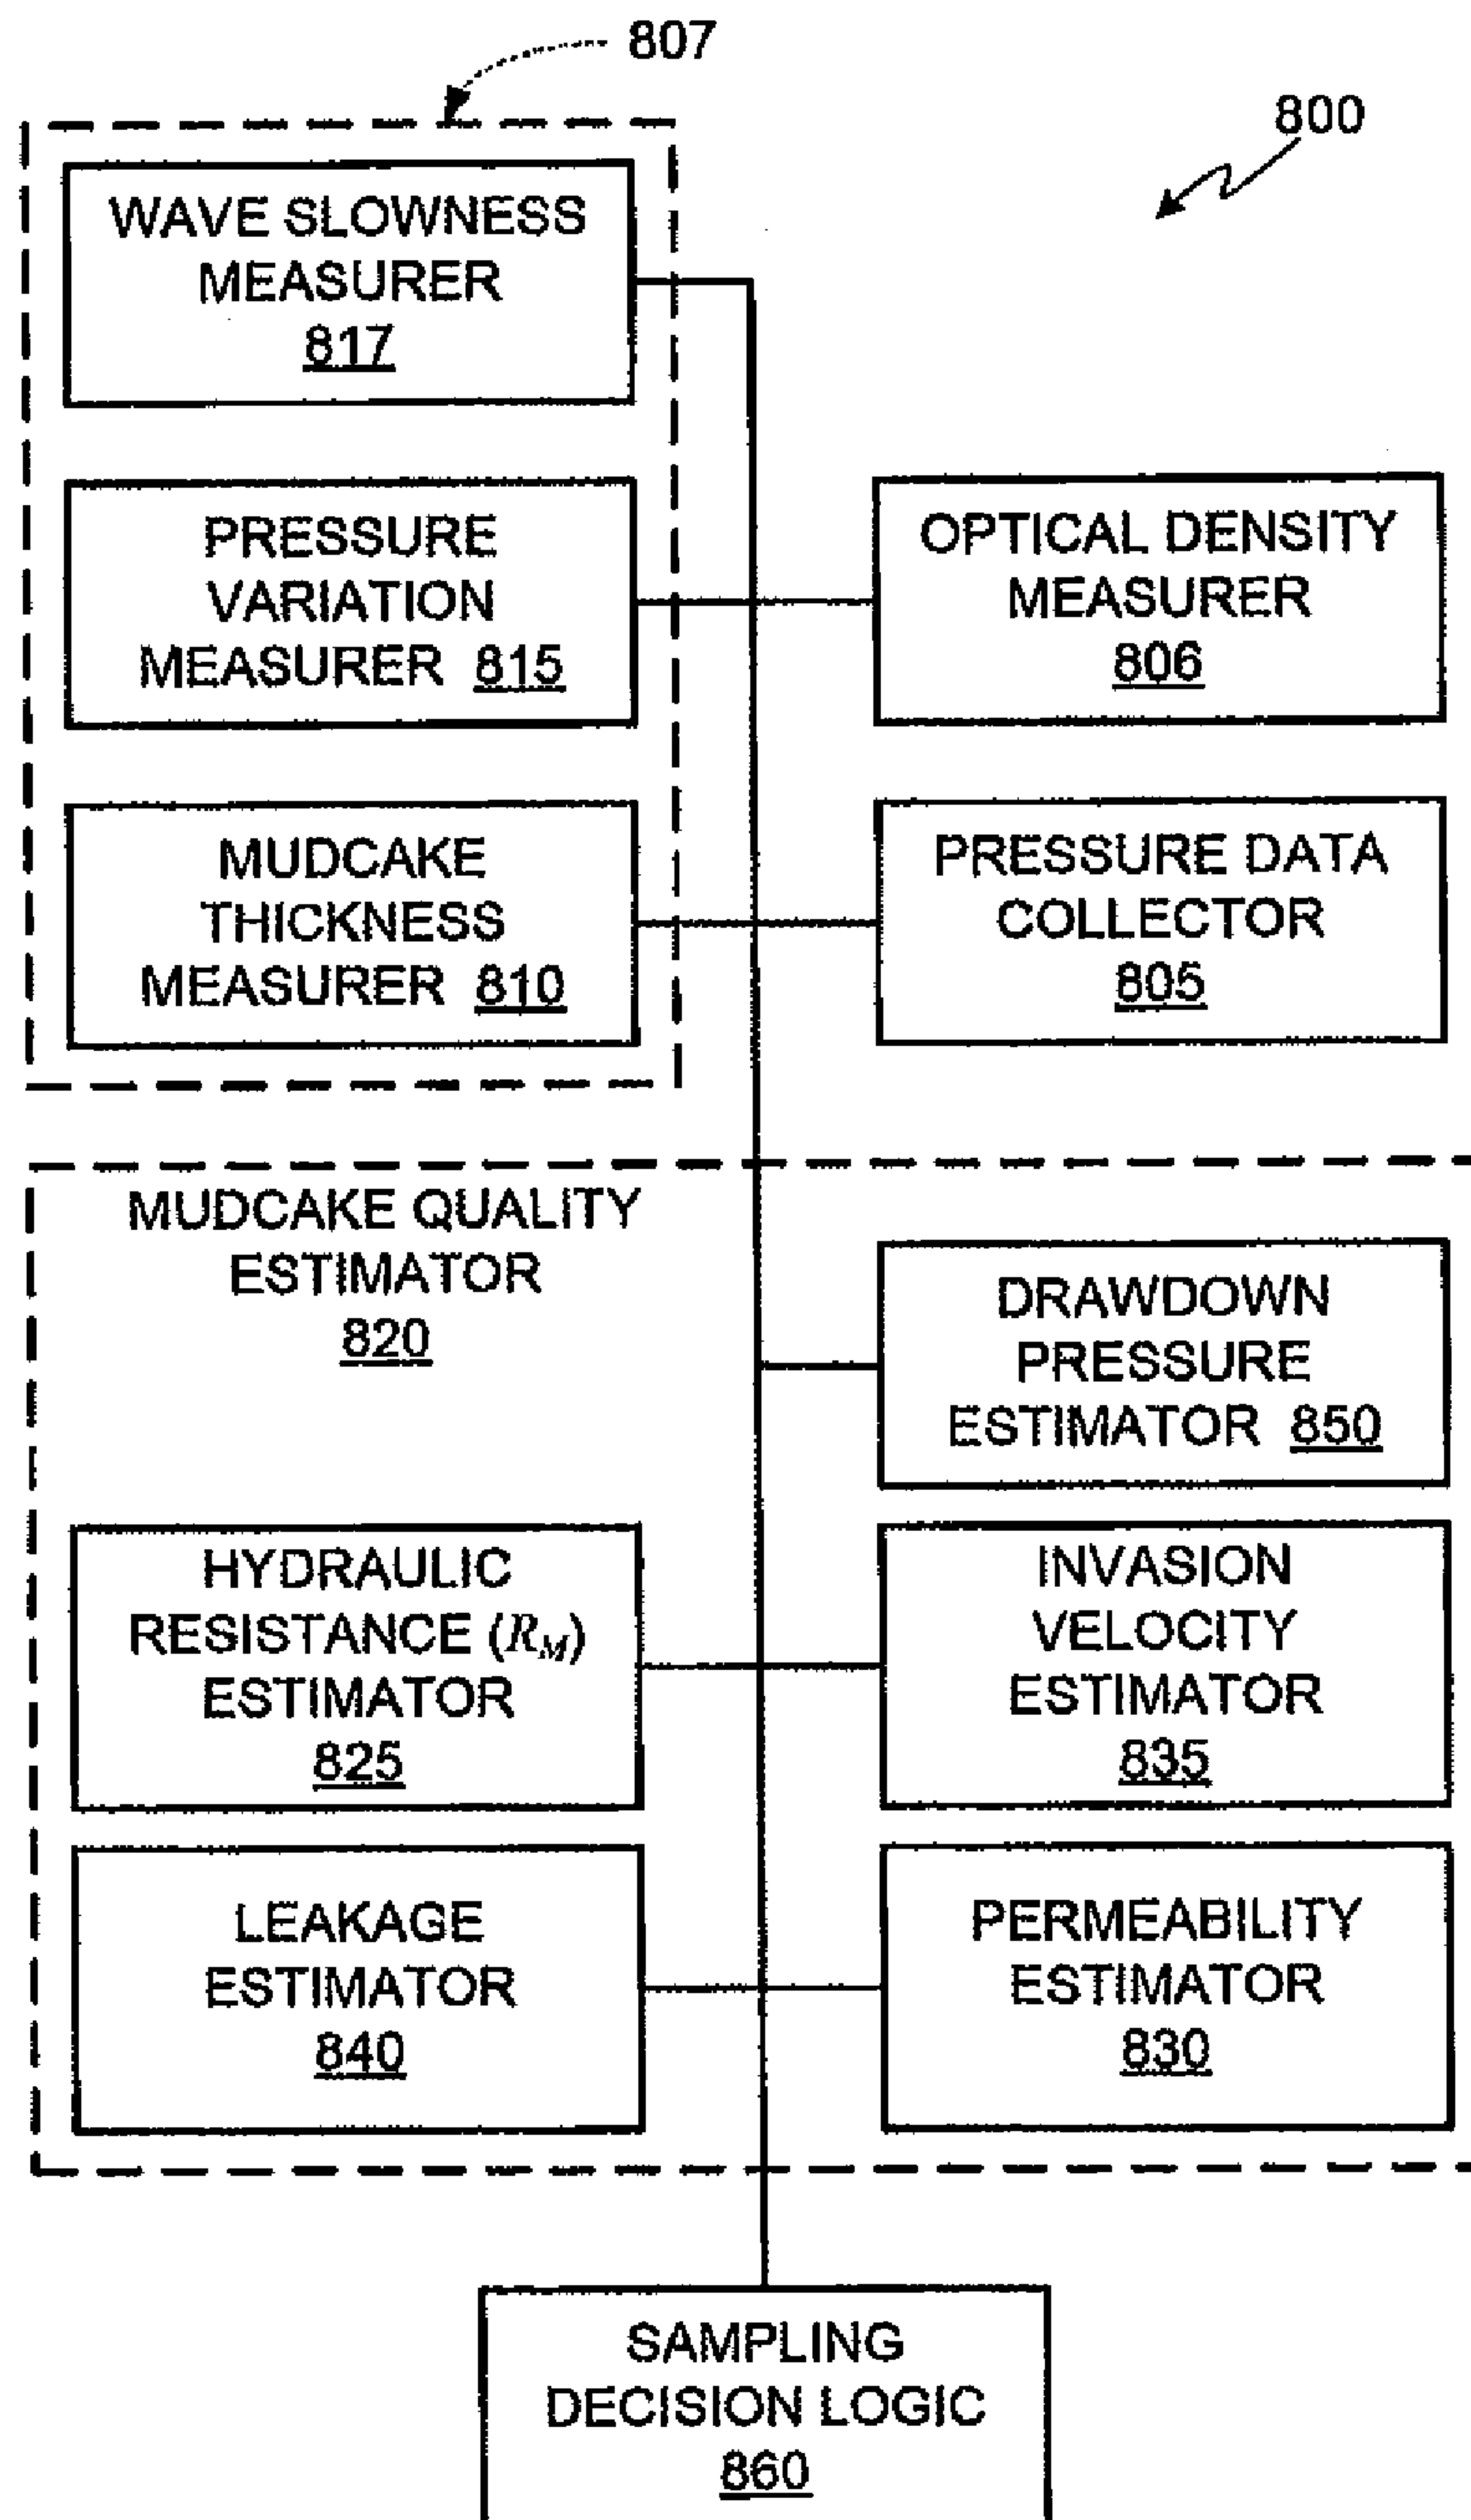 807
800
WAVE SLOWNESS
MEASURER
817
PRESSURE
VARIATION
MEASURER 815
OPTICAL DENSITY
MEASURER
806
MUDCAKE
THICKNESS
MEASURER 810
PRESSURE DATA
COLLECTOR
805
MUDCAKE QUALITY
ESTIMATOR
820
DRAWDOWN
PRESSURE
ESTIMATOR 850
HYDRAULIC
RESISTANCE (R_M)
ESTIMATOR
825
INVASION
VELOCITY
ESTIMATOR
835
LEAKAGE
ESTIMATOR
840
PERMEABILITY
ESTIMATOR
830
SAMPLING
DECISION LOGIC
860